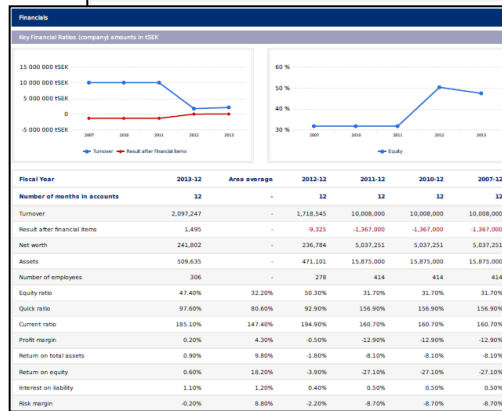 Financials
Key Financial Ratios (company) amounts in tSEK
15 000 000 tSEK
10 000 000 tSEK
5 000 000 tSEK
0
-5 000 000 tSEK
2007 2010 2011 2012 2013
Turnover Result after financial items
60 %
50 %
40 %
30 %
2007 2010 2011 2012 2013
Equity
Fiscal Year 2013-12 Area average 2012-12 2011-12 2010-12 2007-12
Number of months in accounts 12 - 12 12 12 12
Turnover 2,097,247 - 1,718,545 10,008,000 10,008,000 10,008,000
Result after financial items 1,495 - -9,325 -1,367,000 -1,367,000 -1,367,000
Net worth 241,802 - 236,784 5,037,251 5,037,251 5,037,251
Assets 509,635 - 471,101 15,875,000 15,875,000 15,875,000
Number of employees 306 - 278 414 414 414
Equity ratio 47.40% 32.20% 50.30% 31.70% 31.70% 31.70%
Quick ratio 97.60% 80.60% 92.90% 156.90% 156.90% 156.90%
Current ratio 185.10% 147.40% 194.90% 160.70% 160.70% 160.70%
Profit margin 0.20% 4.30% -0.50% -12.90% -12.90% -12.90%
Return on total assets 0.90% 9.80% -1.80% -8.10% -8.10% -8.10%
Return on equity 0.60% 18.20% -3.90% -27.10% -27.10% -27.10%
Interest on liability 1.10% 1.20% 0.40% 0.50% 0.50% 0.50%
Risk margin -0.20% 8.80% -2.20% -8.70% -8.70% -8.70%